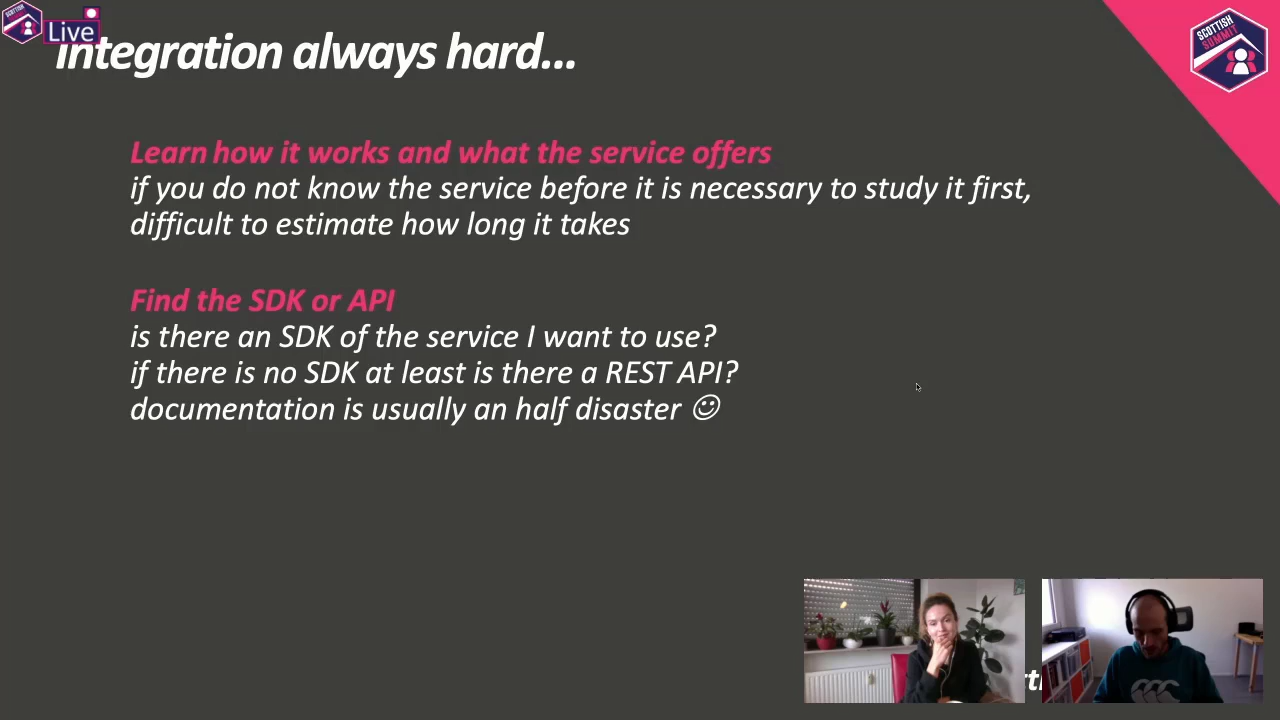 Live
Integration always hard...
SCOTTISH
SUMMIT
Learn how it works and what the service offers
if you do not know the service before it is necessary to study it first,
difficult to estimate how long it takes
Find the SDK or API
is there an SDK of the service I want to use?
if there is no SDK at least is there a REST API?
documentation is usually an half disaster ☺